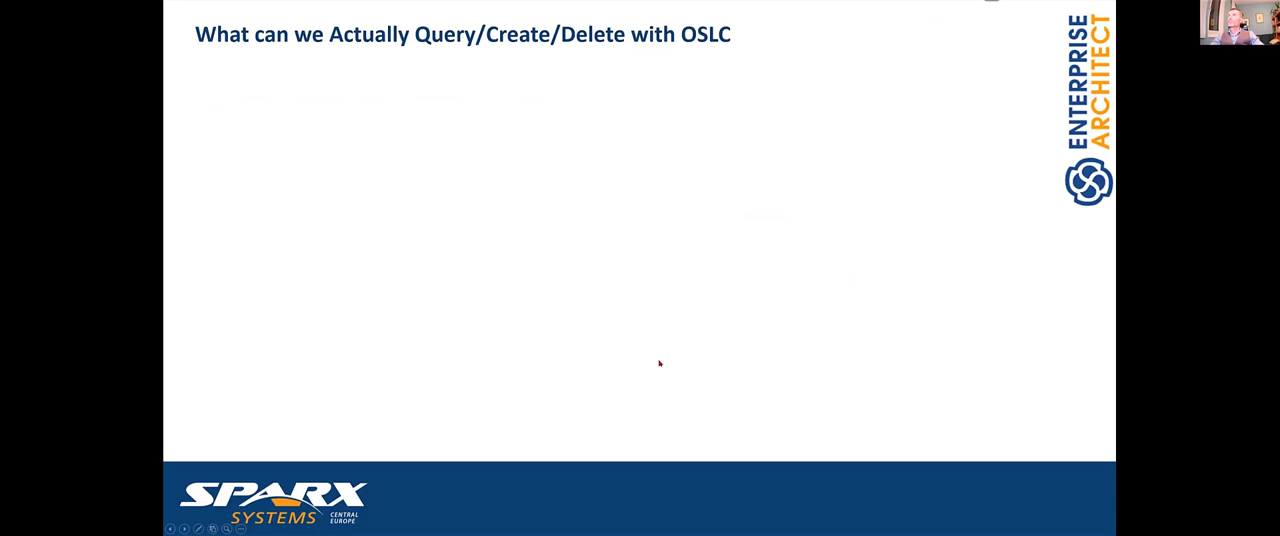 What can we Actually Query/Create/Delete with OSLC
ENTERPRISE
ARCHITECT
SPARX
SYSTEMS
CENTRAL
EUROPE